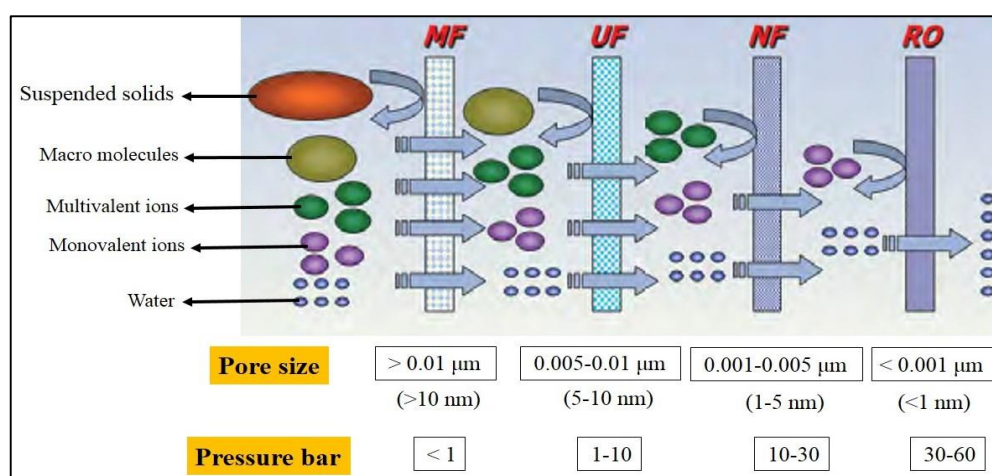 MF UF NF RO
Suspended solids
Macro molecules
Multivalent ions
Monovalent ions
Water
Pore size
> 0.01 μm 0.005-0.01 μm 0.001-0.005 μm < 0.001 μm
(>10 nm) (5-10 nm) (1-5 nm) (<1 nm)
Pressure bar
< 1 1-10 10-30 30-60